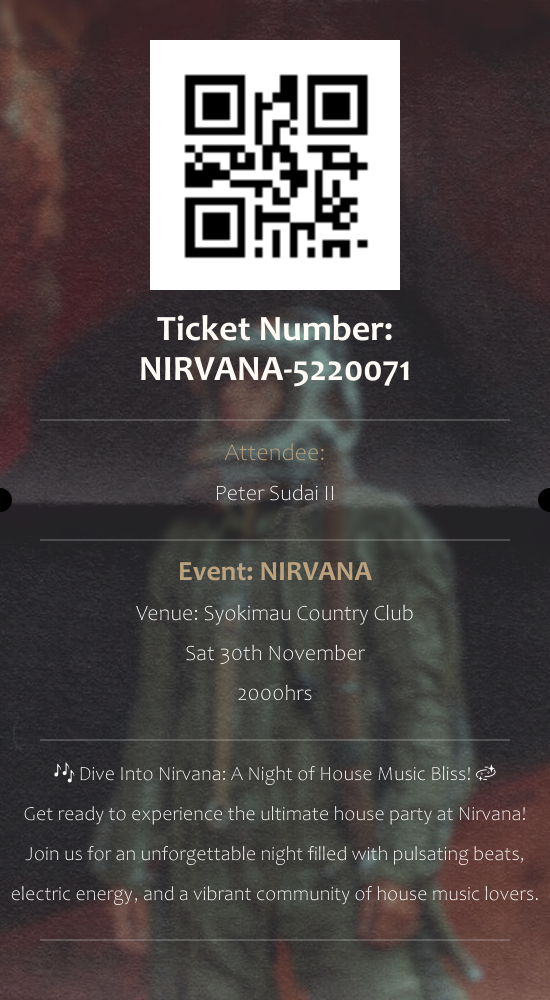 Ticket Number:
NIRVANA-5220071
Attendee:
Peter Sudai II
Event: NIRVANA
Venue: Syokimau Country Club
Sat 30th November
2000hrs
🎶 Dive Into Nirvana: A Night of House Music Bliss! 💫
Get ready to experience the ultimate house party at Nirvana!
Join us for an unforgettable night filled with pulsating beats,
electric energy, and a vibrant community of house music lovers.